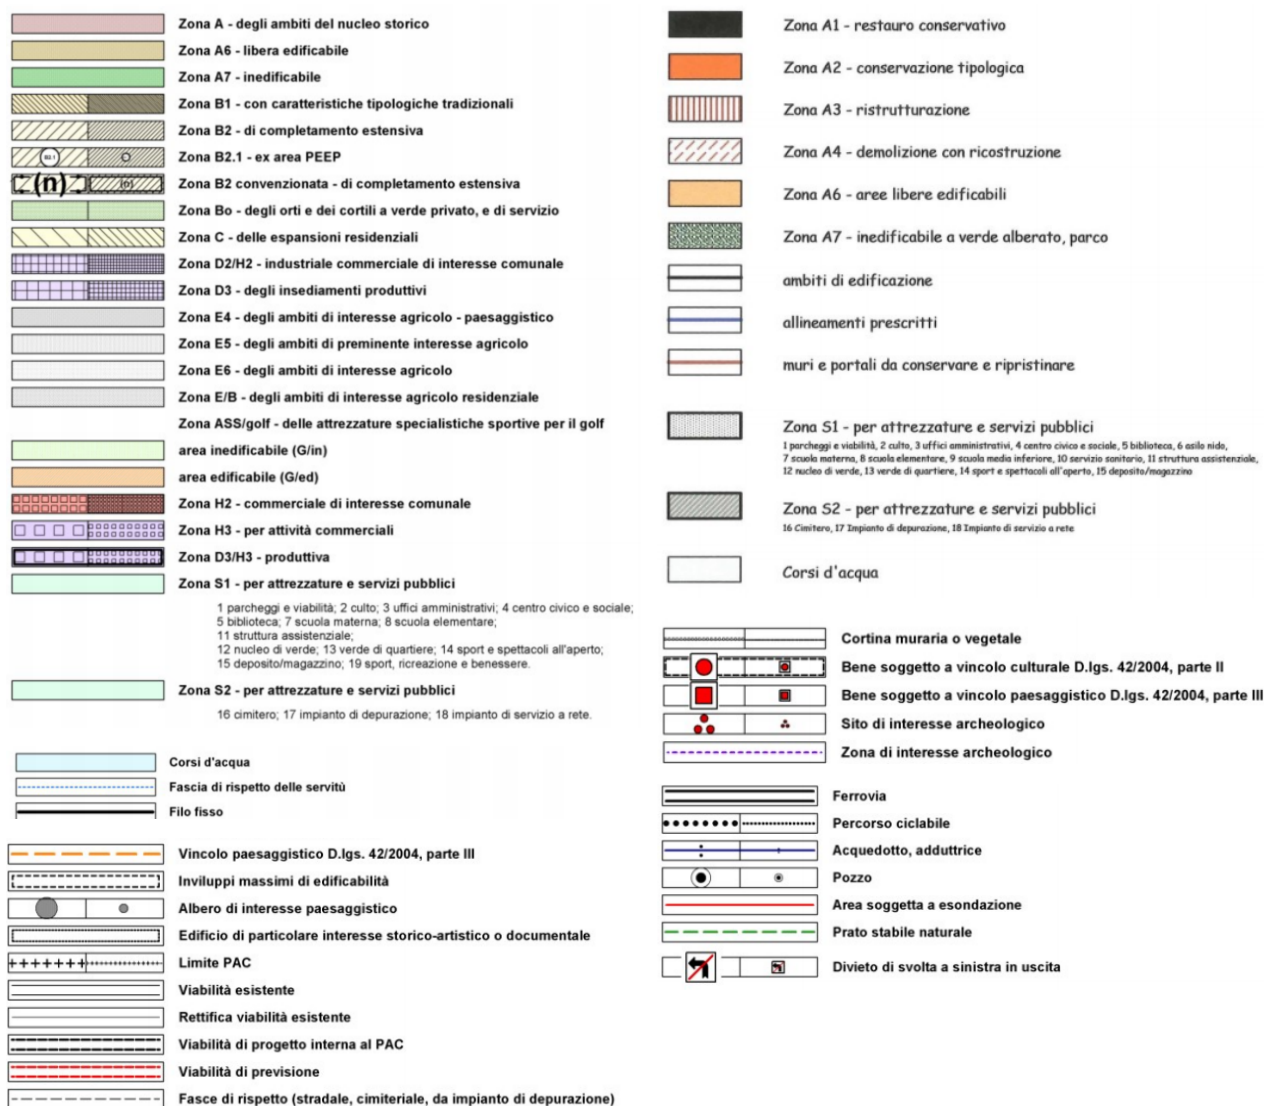 Zona A - degli ambiti del nucleo storico
Zona A6 - libera edificabile
Zona A7 - inedificabile
Zona B1 - con caratteristiche tipologiche tradizionali
Zona B2 - di completamento estensiva
B2.1
Zona B2.1 - ex area PEEP
(n)
(n)
Zona B2 convenzionata - di completamento estensiva
Zona Bo - degli orti e dei cortili a verde privato, e di servizio
Zona C - delle espansioni residenziali
Zona D2/H2 - industriale commerciale di interesse comunale
Zona D3 - degli insediamenti produttivi
Zona E4 - degli ambiti di interesse agricolo - paesaggistico
Zona E5 - degli ambiti di preminente interesse agricolo
Zona E6 - degli ambiti di interesse agricolo
Zona E/B - degli ambiti di interesse agricolo residenziale
Zona ASS/golf - delle attrezzature specialistiche sportive per il golf
area inedificabile (G/in)
area edificabile (G/ed)
Zona H2 - commerciale di interesse comunale
Zona H3 - per attività commerciali
Zona D3/H3 - produttiva
Zona S1 - per attrezzature e servizi pubblici
1 parcheggi e viabilità; 2 culto; 3 uffici amministrativi; 4 centro civico e sociale;
5 biblioteca; 7 scuola materna; 8 scuola elementare;
11 struttura assistenziale;
12 nucleo di verde; 13 verde di quartiere; 14 sport e spettacoli all'aperto;
15 deposito/magazzino; 19 sport, ricreazione e benessere.
Zona S2 - per attrezzature e servizi pubblici
16 cimitero; 17 impianto di depurazione; 18 impianto di servizio a rete.
Corsi d'acqua
Fascia di rispetto delle servitù
Filo fisso
Vincolo paesaggistico D.lgs. 42/2004, parte III
Inviluppi massimi di edificabilità
Albero di interesse paesaggistico
Edificio di particolare interesse storico-artistico o documentale
Limite PAC
Viabilità esistente
Rettifica viabilità esistente
Viabilità di progetto interna al PAC
Viabilità di previsione
Fasce di rispetto (stradale, cimiteriale, da impianto di depurazione)
Zona A1 - restauro conservativo
Zona A2 - conservazione tipologica
Zona A3 - ristrutturazione
Zona A4 - demolizione con ricostruzione
Zona A6 - aree libere edificabili
Zona A7 - inedificabile a verde alberato, parco
ambiti di edificazione
allineamenti prescritti
muri e portali da conservare e ripristinare
Zona S1 - per attrezzature e servizi pubblici
1 parcheggi e viabilità, 2 culto, 3 uffici amministrativi, 4 centro civico e sociale, 5 biblioteca, 6 asilo nido,
7 scuola materna, 8 scuola elementare, 9 scuola media inferiore, 10 servizio sanitario, 11 struttura assistenziale,
12 nucleo di verde, 13 verde di quartiere, 14 sport e spettacoli all'aperto, 15 deposito/magazzino
Zona S2 - per attrezzature e servizi pubblici
16 Cimitero, 17 Impianto di depurazione, 18 Impianto di servizio a rete
Corsi d'acqua
Cortina muraria o vegetale
Bene soggetto a vincolo culturale D.lgs. 42/2004, parte II
Bene soggetto a vincolo paesaggistico D.lgs. 42/2004, parte III
Sito di interesse archeologico
Zona di interesse archeologico
Ferrovia
Percorso ciclabile
Acquedotto, adduttrice
Pozzo
Area soggetta a esondazione
Prato stabile naturale
Divieto di svolta a sinistra in uscita